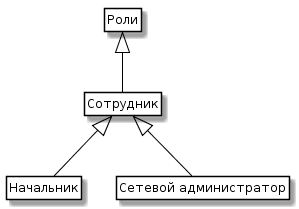 Роли
Сотрудник
Начальник
Сетевой администратор